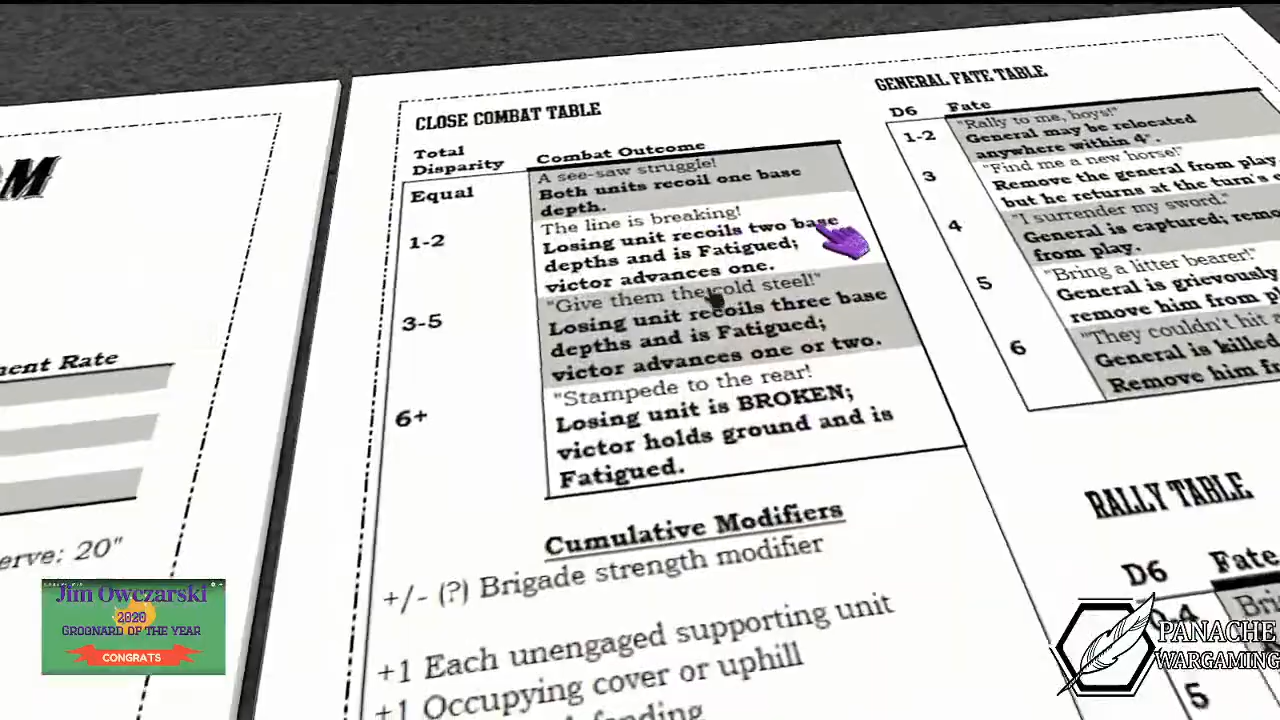 OM
ment Rate
erve: 20"
Jim Owczarski
2020
GROGNARD OF THE YEAR
CONGRATS
CLOSE COMBAT TABLE
Total
Disparity
Combat Outcome
Equal
A see-saw struggle!
Both units recoil one base
depth.
1-2
The line is breaking!
Losing unit recoils two base
depths and is Fatigued;
victor advances one.
3-5
"Give them the cold steel!"
Losing unit recoils three base
depths and is Fatigued;
victor advances one or two.
6+
"Stampede to the rear!
Losing unit is BROKEN;
victor holds ground and is
Fatigued.
Cumulative Modifiers
+/- (?) Brigade strength modifier
+1 Each unengaged supporting unit
+1 Occupying cover or uphill
GENERAL FATE TABLE
D6 Fate
1-2
"Rally to me, boys!"
General may be relocated
anywhere within 4".
3
"Find me a new horse!"
Remove the general from play
but he returns at the turn's
4
"I surrender my sword."
General is captured;
from play.
5
"Bring a litter bearer!"
General is grievously
remove him from
6
"They couldn't hit
General is killed
Remove him
RALLY TABLE
D6 Fate
5
PANACHE
WARGAMING